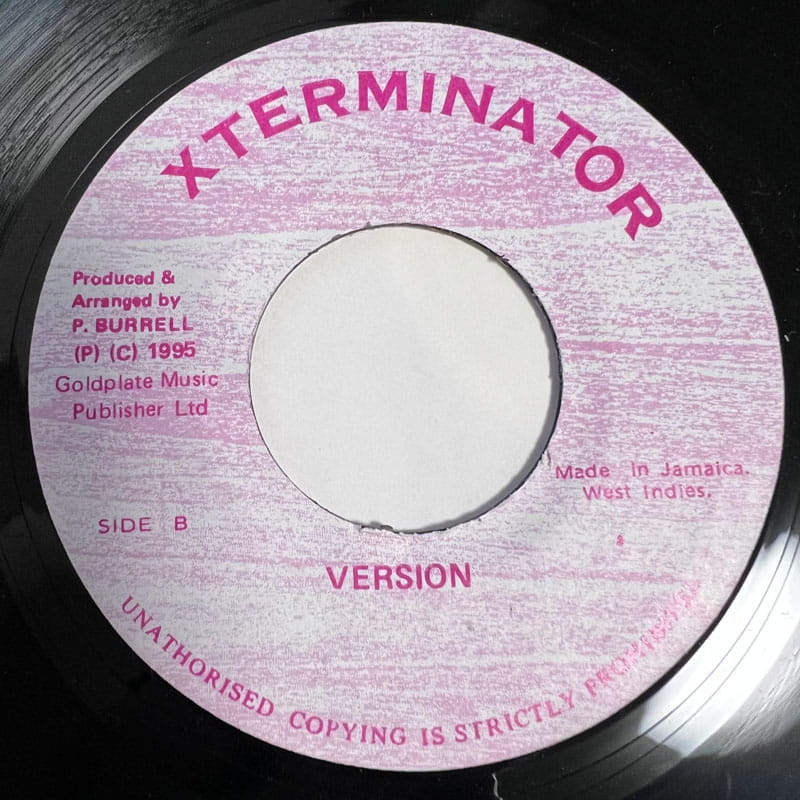 XTERMINATOR
Produced &
Arranged by
P. BURRELL
(P) (C) 1995
Goldplate Music
Publisher Ltd
Made in Jamaica.
West Indies.
SIDE B
VERSION
UNATHORISED COPYING IS STRICTLY PROHIBITED